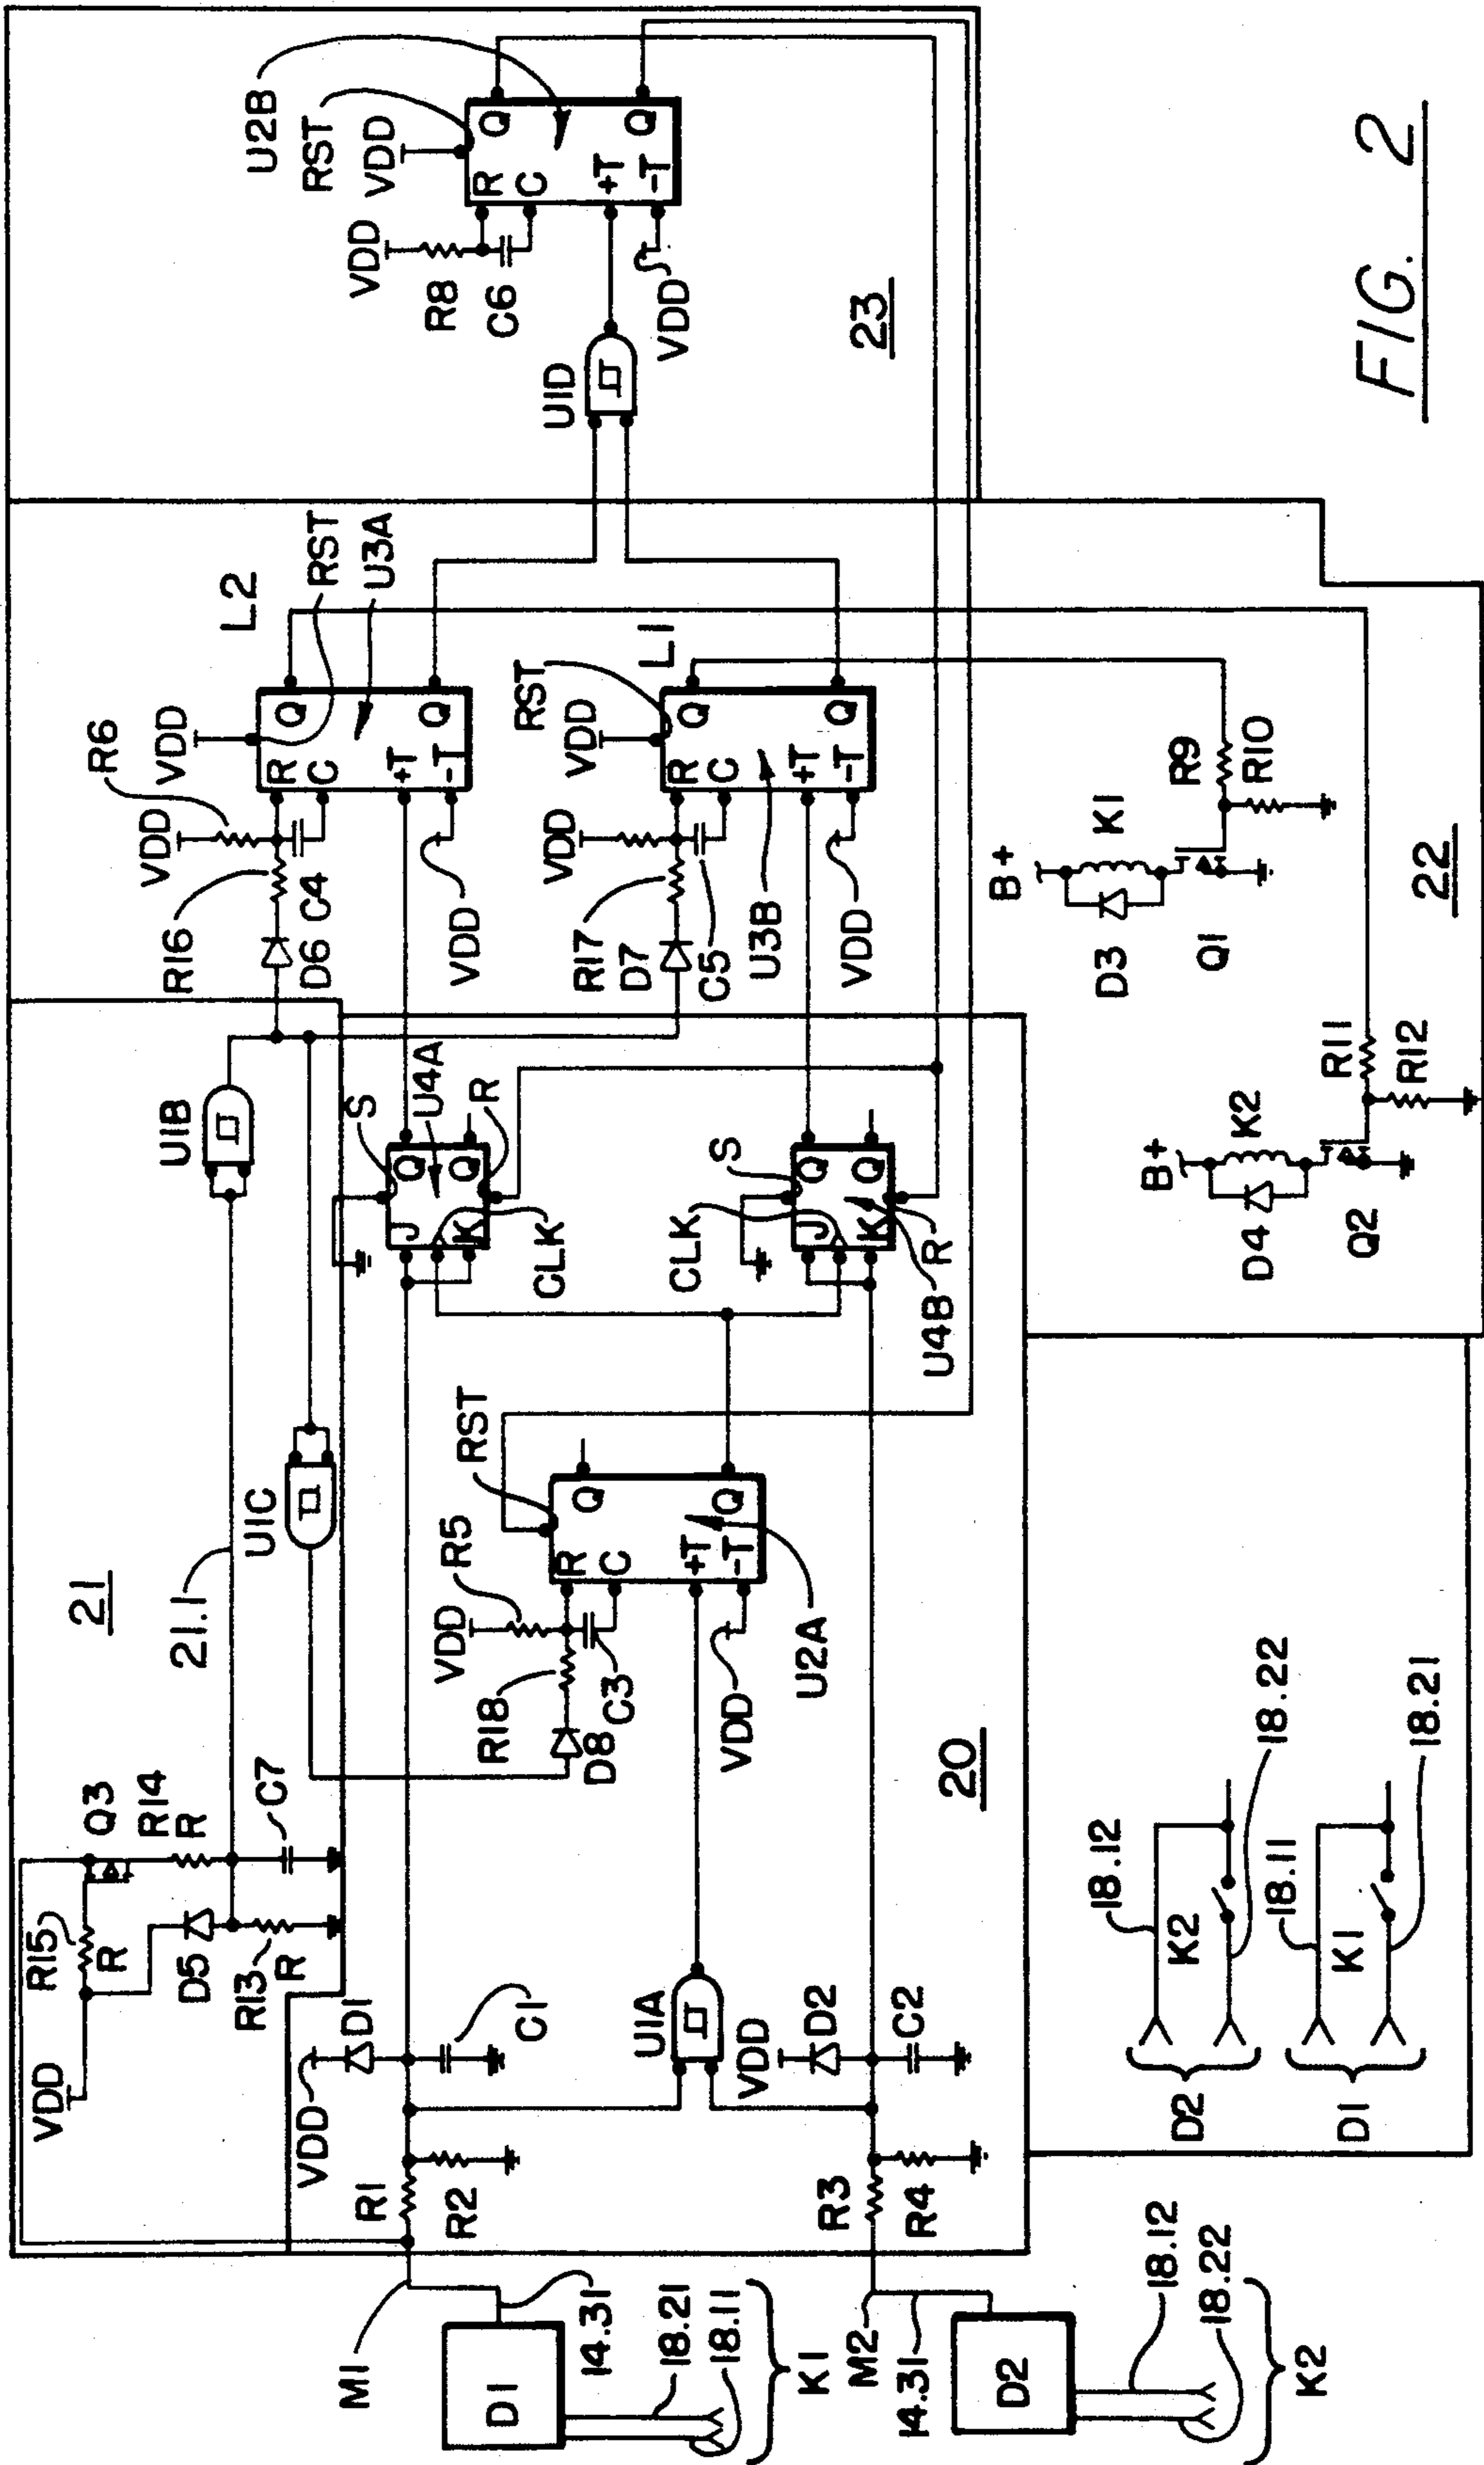 21
21.1
VDD
R15
R
Q3
R14
R
C7
D5
R13
R
U1C
U1B
R16
D6
C4
VDD
R6
VDD
R
C
+T
-T
Q
Q
VDD
L2
RST
U3A
VDD
D1
C1
R1
R2
M1
D1
14.31
18.21
18.11
K1
VDD
R5
RST
R18
D8
C3
R
C
+T
-T
Q
Q
VDD
U2A
S
U4A
R
J
K
Q
Q
CLK
R17
D7
C5
U3B
VDD
VDD
RST
R
C
+T
-T
Q
Q
VDD
L1
U1D
VDD
R8
C6
VDD
RST
U2B
VDD
R
C
+T
-T
Q
Q
23
U1A
VDD
D2
C2
R3
R4
M2
14.31
D2
18.12
18.22
K2
20
CLK
S
J
K
Q
Q
R
U4B
D2
K2
18.12
18.22
D1
K1
18.11
18.21
B+
D4
K2
Q2
R11
R12
B+
D3
K1
Q1
R9
R10
22
FIG. 2